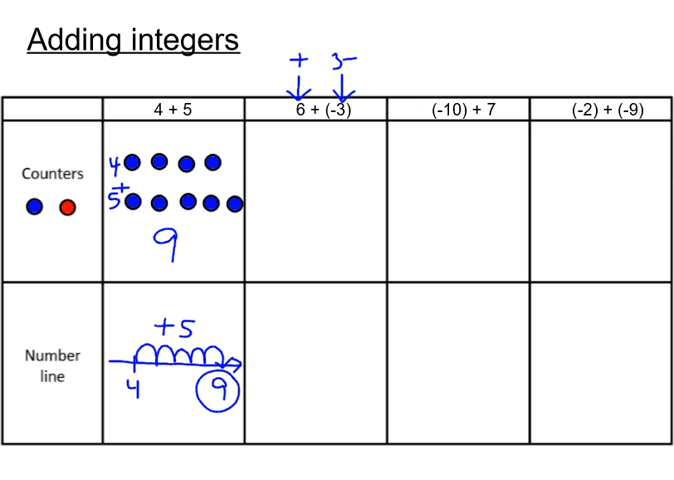 Adding integers
+ 3-
4 + 5 6 + (-3) (-10) + 7 (-2) + (-9)
Counters
4
+
5
9
+5
Number
line
4 9